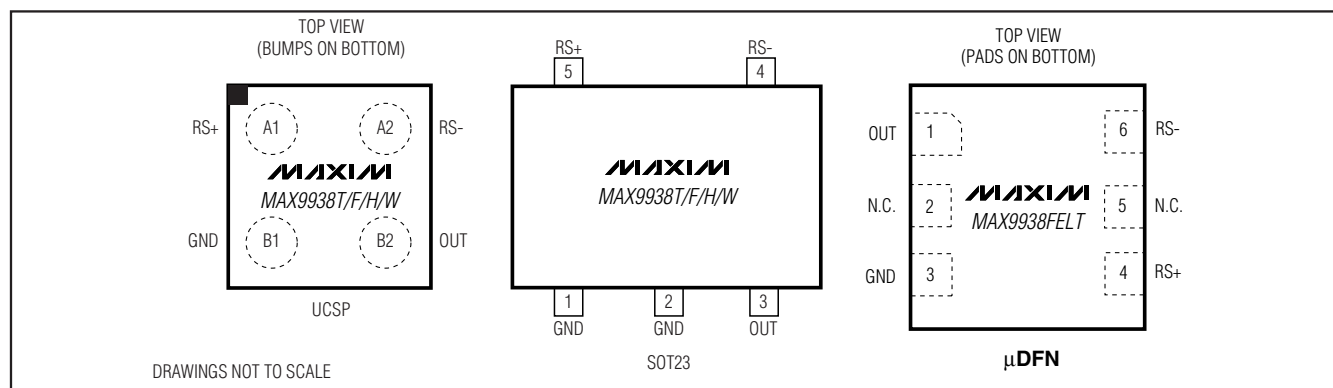 TOP VIEW
(BUMPS ON BOTTOM)
RS+
A1
A2
RS-
MAXIM
MAX9938T/F/H/W
GND
B1
B2
OUT
UCSP
RS+
RS-
5
4
MAXIM
MAX9938T/F/H/W
1
2
3
GND
GND
OUT
SOT23
TOP VIEW
(PADS ON BOTTOM)
OUT
1
6
RS-
MAXIM
N.C.
2
5
N.C.
MAX9938FELT
GND
3
4
RS+
μDFN
DRAWINGS NOT TO SCALE